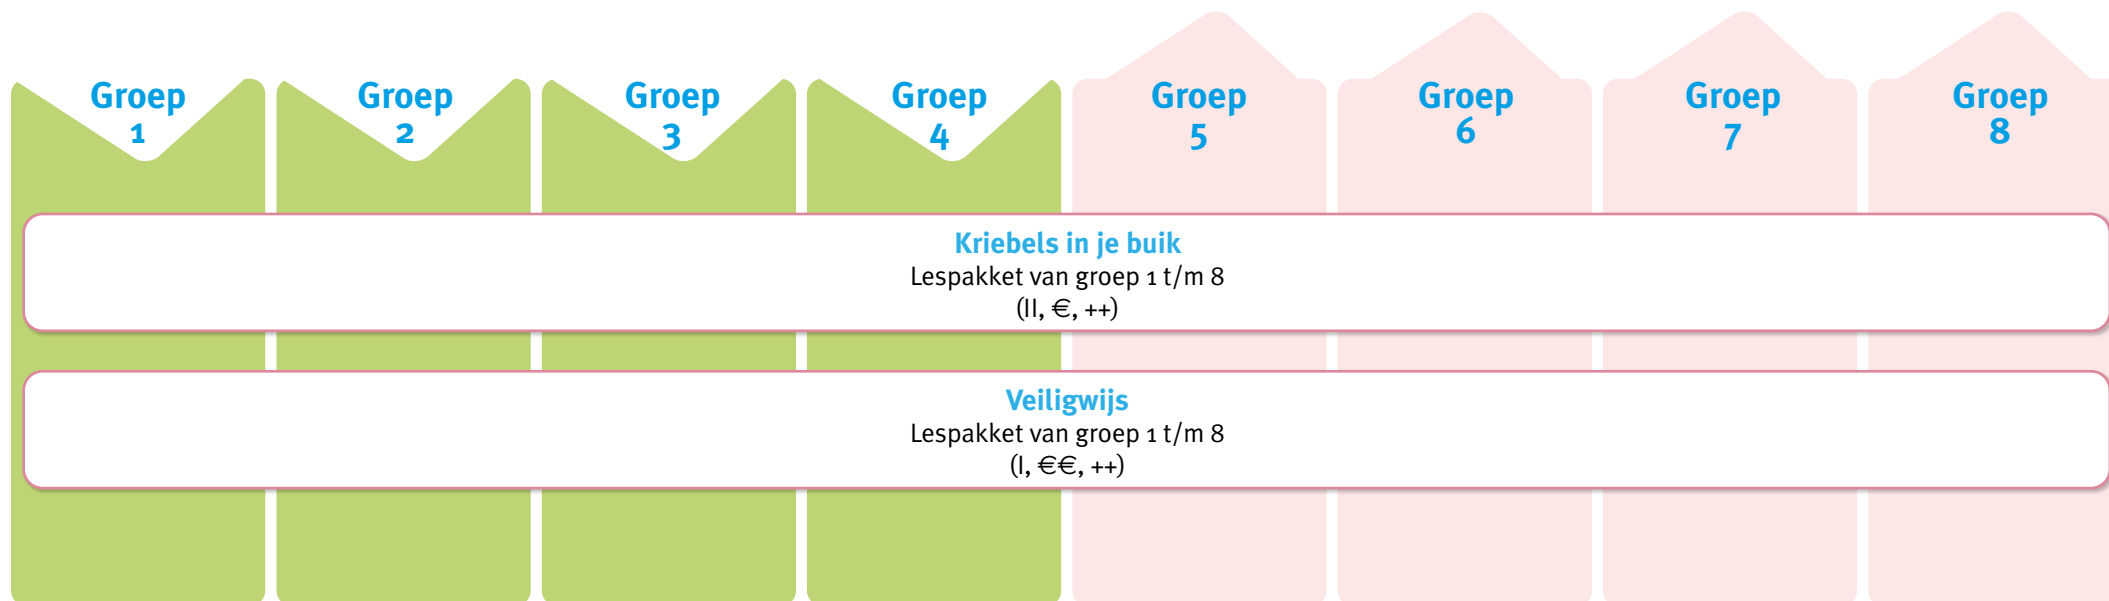 Groep
1
Groep
2
Groep
3
Groep
4
Groep
5
Groep
6
Groep
7
Groep
8
Kriebels in je buik
Lespakket van groep 1 t/m 8
(II, €, ++)
Veiligwijs
Lespakket van groep 1 t/m 8
(I, €€, ++)